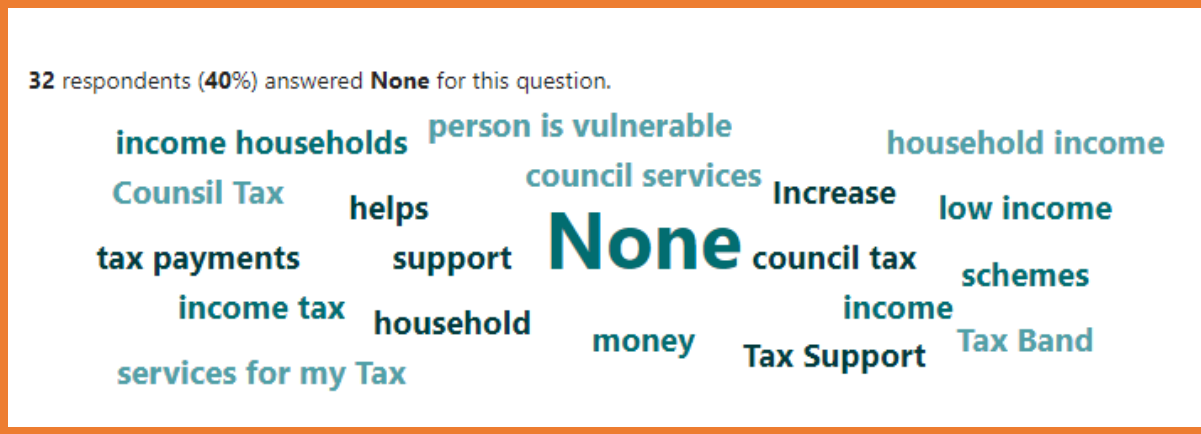 32 respondents (40%) answered None for this question.
person is vulnerable
income households
household income
council services
Counsil Tax
Increase
helps
low income
None
tax payments
support
council tax
schemes
income tax
income
household
money
Tax Band
Tax Support
services for my Tax